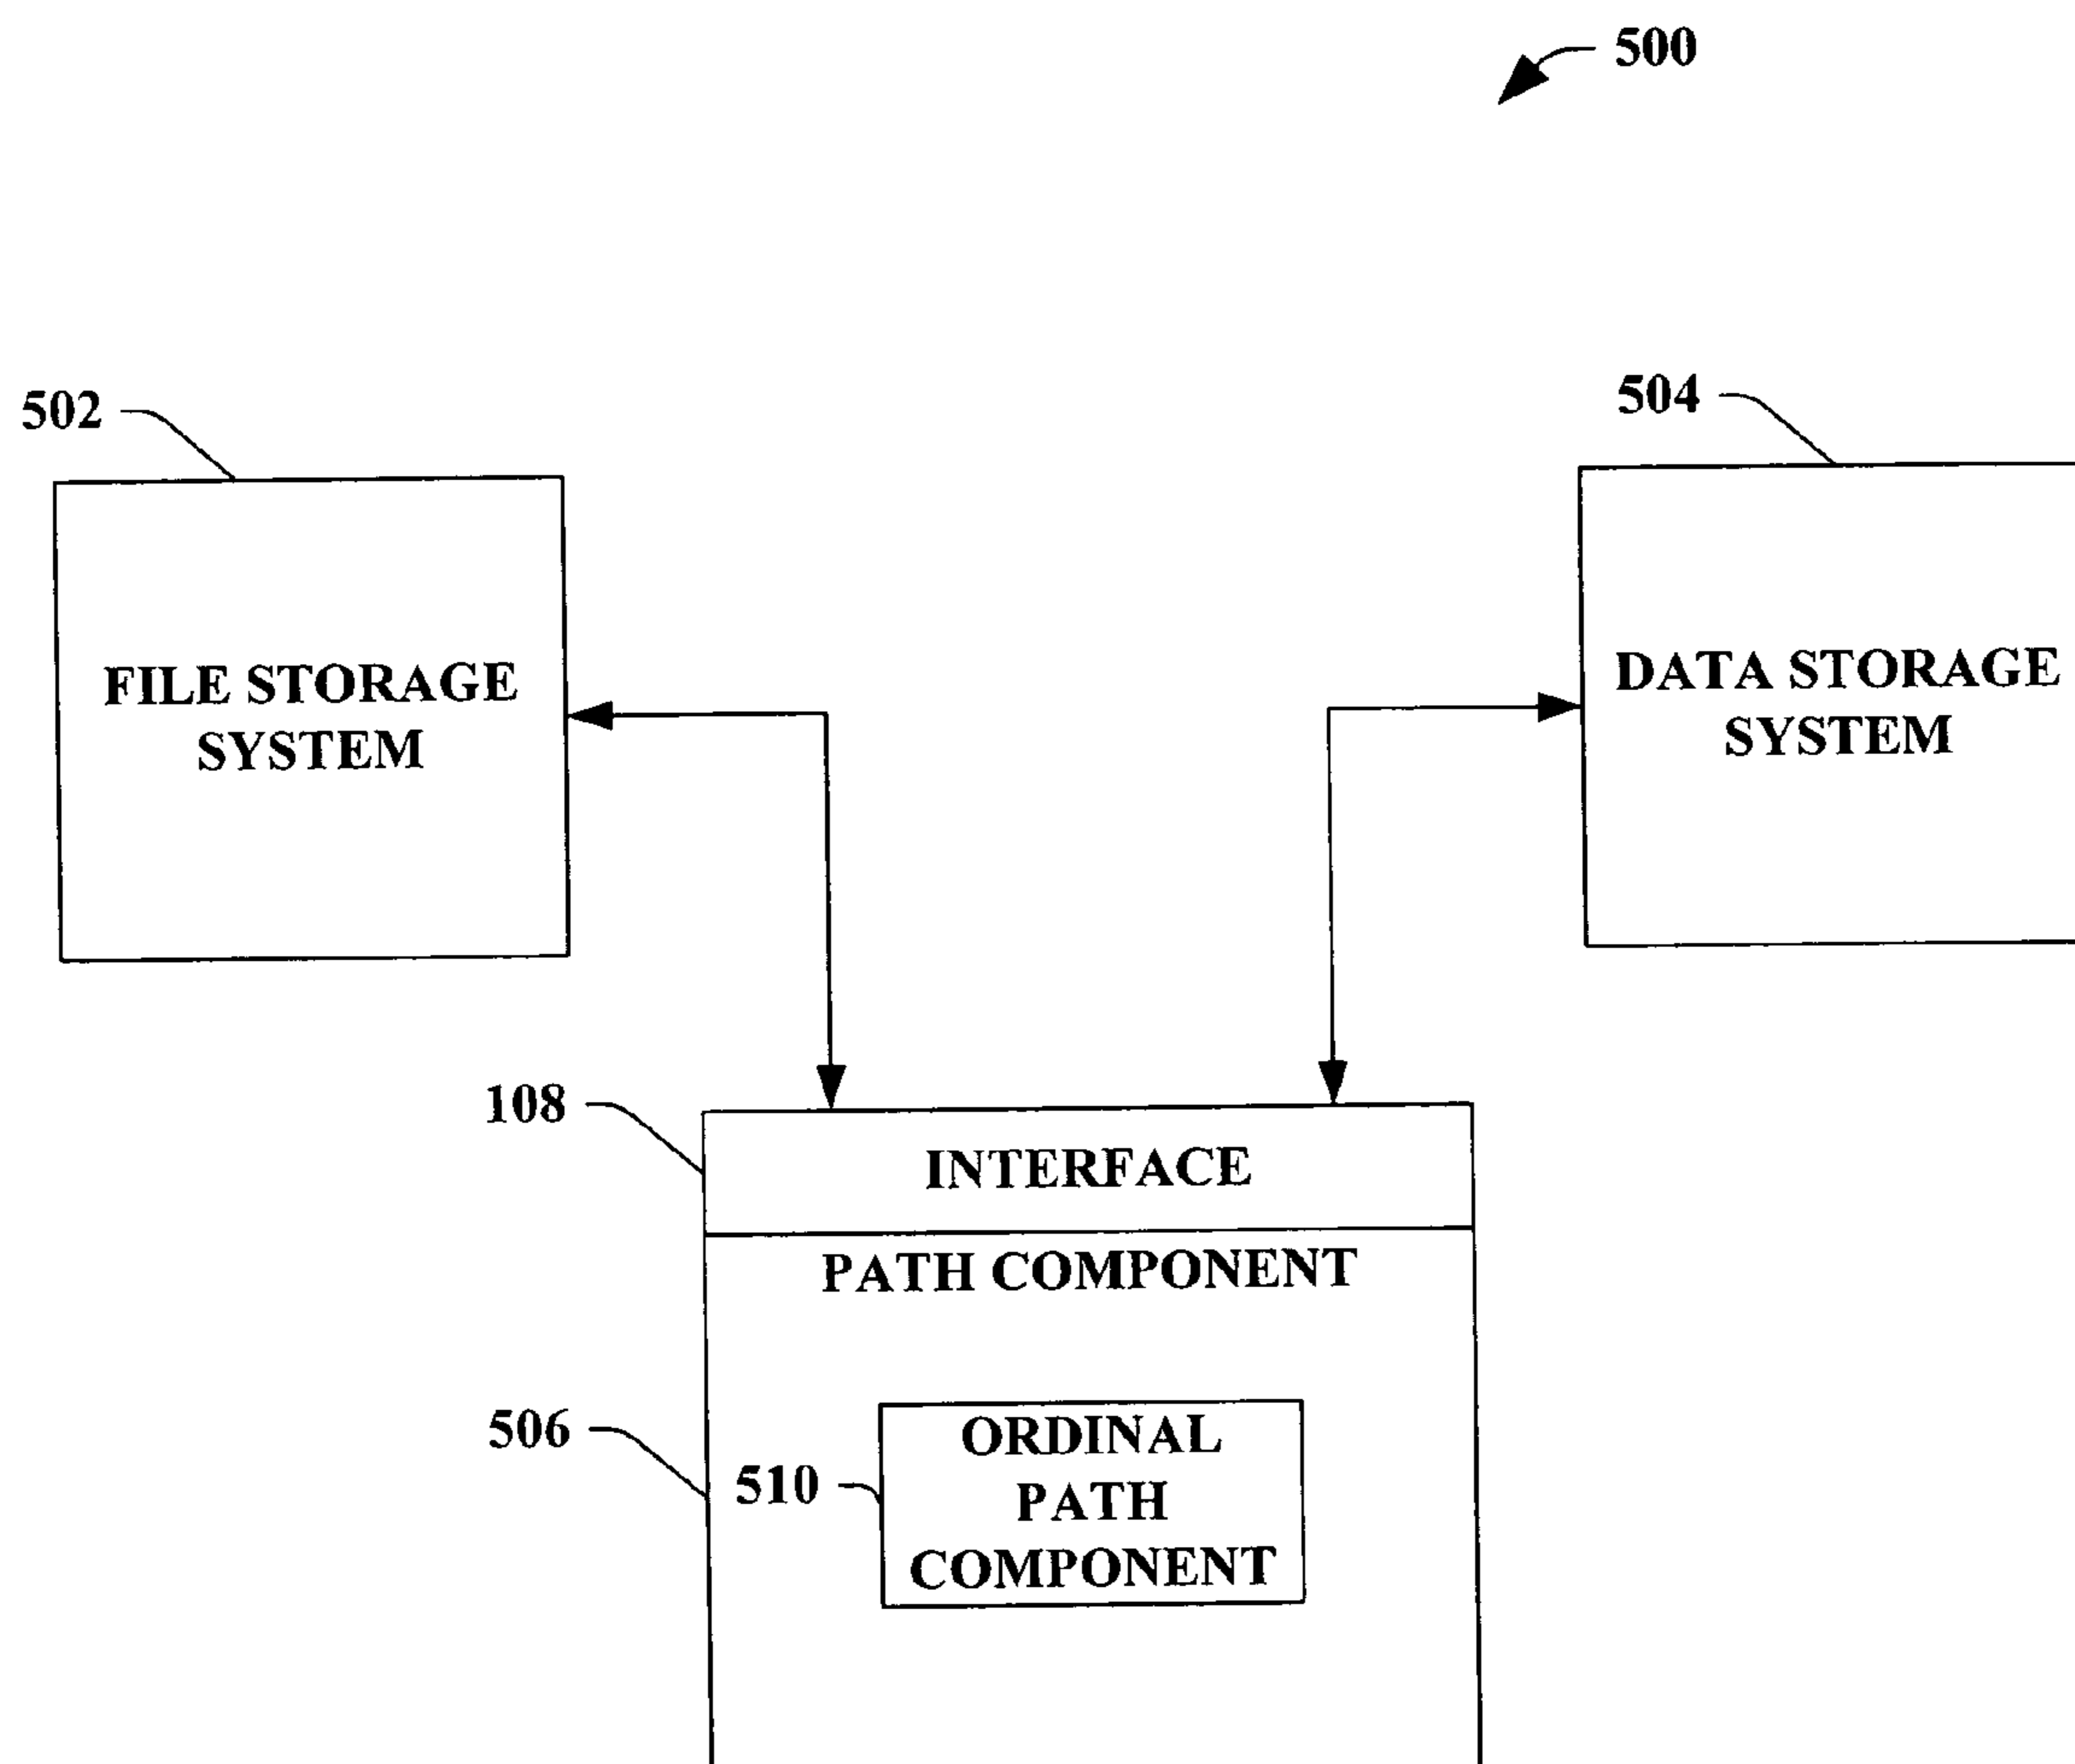 500
502
504
FILE STORAGE
SYSTEM
DATA STORAGE
SYSTEM
108
INTERFACE
PATH COMPONENT
506
510
ORDINAL
PATH
COMPONENT